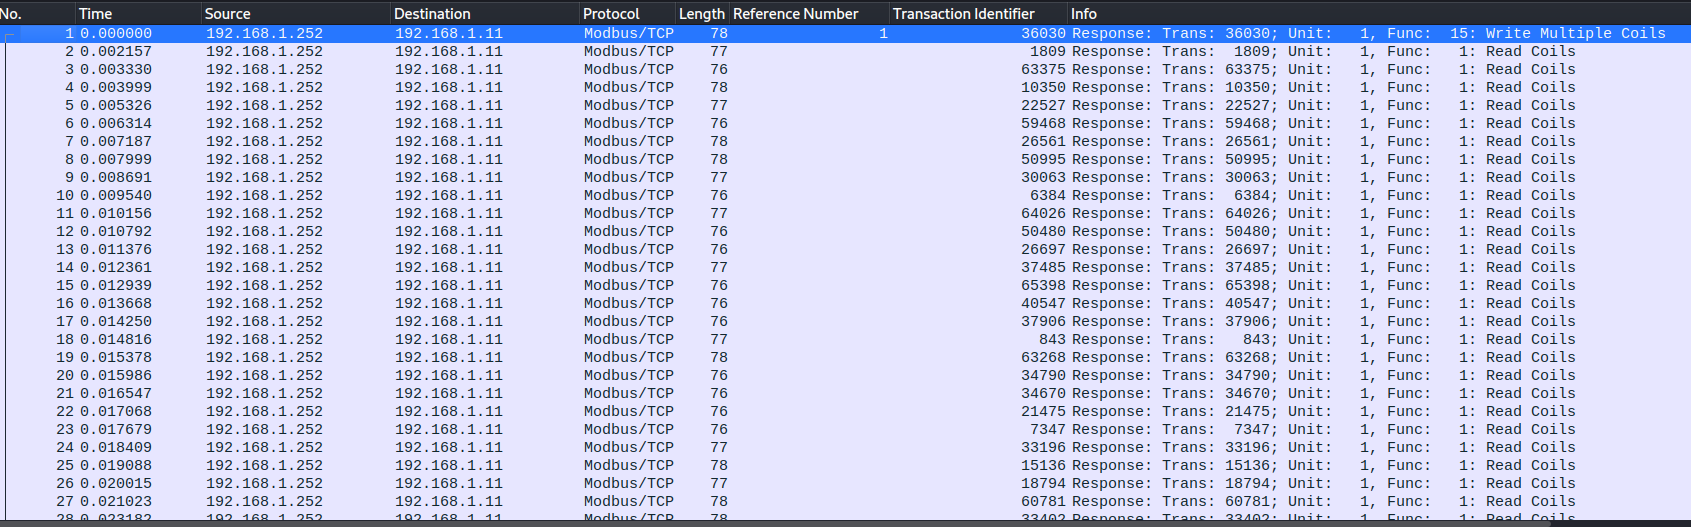 No. Time Source Destination Protocol Length Reference Number Transaction Identifier Info
1 0.000000 192.168.1.252 192.168.1.11 Modbus/TCP 78 1 36030 Response: Trans: 36030; Unit: 1, Func: 15: Write Multiple Coils
2 0.002157 192.168.1.252 192.168.1.11 Modbus/TCP 77 1809 Response: Trans: 1809; Unit: 1, Func: 1: Read Coils
3 0.003330 192.168.1.252 192.168.1.11 Modbus/TCP 76 63375 Response: Trans: 63375; Unit: 1, Func: 1: Read Coils
4 0.003999 192.168.1.252 192.168.1.11 Modbus/TCP 78 10350 Response: Trans: 10350; Unit: 1, Func: 1: Read Coils
5 0.005326 192.168.1.252 192.168.1.11 Modbus/TCP 77 22527 Response: Trans: 22527; Unit: 1, Func: 1: Read Coils
6 0.006314 192.168.1.252 192.168.1.11 Modbus/TCP 76 59468 Response: Trans: 59468; Unit: 1, Func: 1: Read Coils
7 0.007187 192.168.1.252 192.168.1.11 Modbus/TCP 78 26561 Response: Trans: 26561; Unit: 1, Func: 1: Read Coils
8 0.007999 192.168.1.252 192.168.1.11 Modbus/TCP 78 50995 Response: Trans: 50995; Unit: 1, Func: 1: Read Coils
9 0.008691 192.168.1.252 192.168.1.11 Modbus/TCP 77 30063 Response: Trans: 30063; Unit: 1, Func: 1: Read Coils
10 0.009540 192.168.1.252 192.168.1.11 Modbus/TCP 76 6384 Response: Trans: 6384; Unit: 1, Func: 1: Read Coils
11 0.010156 192.168.1.252 192.168.1.11 Modbus/TCP 77 64026 Response: Trans: 64026; Unit: 1, Func: 1: Read Coils
12 0.010792 192.168.1.252 192.168.1.11 Modbus/TCP 76 50480 Response: Trans: 50480; Unit: 1, Func: 1: Read Coils
13 0.011376 192.168.1.252 192.168.1.11 Modbus/TCP 76 26697 Response: Trans: 26697; Unit: 1, Func: 1: Read Coils
14 0.012361 192.168.1.252 192.168.1.11 Modbus/TCP 77 37485 Response: Trans: 37485; Unit: 1, Func: 1: Read Coils
15 0.012939 192.168.1.252 192.168.1.11 Modbus/TCP 76 65398 Response: Trans: 65398; Unit: 1, Func: 1: Read Coils
16 0.013668 192.168.1.252 192.168.1.11 Modbus/TCP 76 40547 Response: Trans: 40547; Unit: 1, Func: 1: Read Coils
17 0.014250 192.168.1.252 192.168.1.11 Modbus/TCP 76 37906 Response: Trans: 37906; Unit: 1, Func: 1: Read Coils
18 0.014816 192.168.1.252 192.168.1.11 Modbus/TCP 77 843 Response: Trans: 843; Unit: 1, Func: 1: Read Coils
19 0.015378 192.168.1.252 192.168.1.11 Modbus/TCP 78 63268 Response: Trans: 63268; Unit: 1, Func: 1: Read Coils
20 0.015986 192.168.1.252 192.168.1.11 Modbus/TCP 76 34790 Response: Trans: 34790; Unit: 1, Func: 1: Read Coils
21 0.016547 192.168.1.252 192.168.1.11 Modbus/TCP 76 34670 Response: Trans: 34670; Unit: 1, Func: 1: Read Coils
22 0.017068 192.168.1.252 192.168.1.11 Modbus/TCP 76 21475 Response: Trans: 21475; Unit: 1, Func: 1: Read Coils
23 0.017679 192.168.1.252 192.168.1.11 Modbus/TCP 76 7347 Response: Trans: 7347; Unit: 1, Func: 1: Read Coils
24 0.018409 192.168.1.252 192.168.1.11 Modbus/TCP 77 33196 Response: Trans: 33196; Unit: 1, Func: 1: Read Coils
25 0.019088 192.168.1.252 192.168.1.11 Modbus/TCP 78 15136 Response: Trans: 15136; Unit: 1, Func: 1: Read Coils
26 0.020015 192.168.1.252 192.168.1.11 Modbus/TCP 77 18794 Response: Trans: 18794; Unit: 1, Func: 1: Read Coils
27 0.021023 192.168.1.252 192.168.1.11 Modbus/TCP 78 60781 Response: Trans: 60781; Unit: 1, Func: 1: Read Coils
28 0.023182 192.168.1.252 192.168.1.11 Modbus/TCP 78 33402 Response: Trans: 33402; Unit: 1, Func: 1: Read Coils